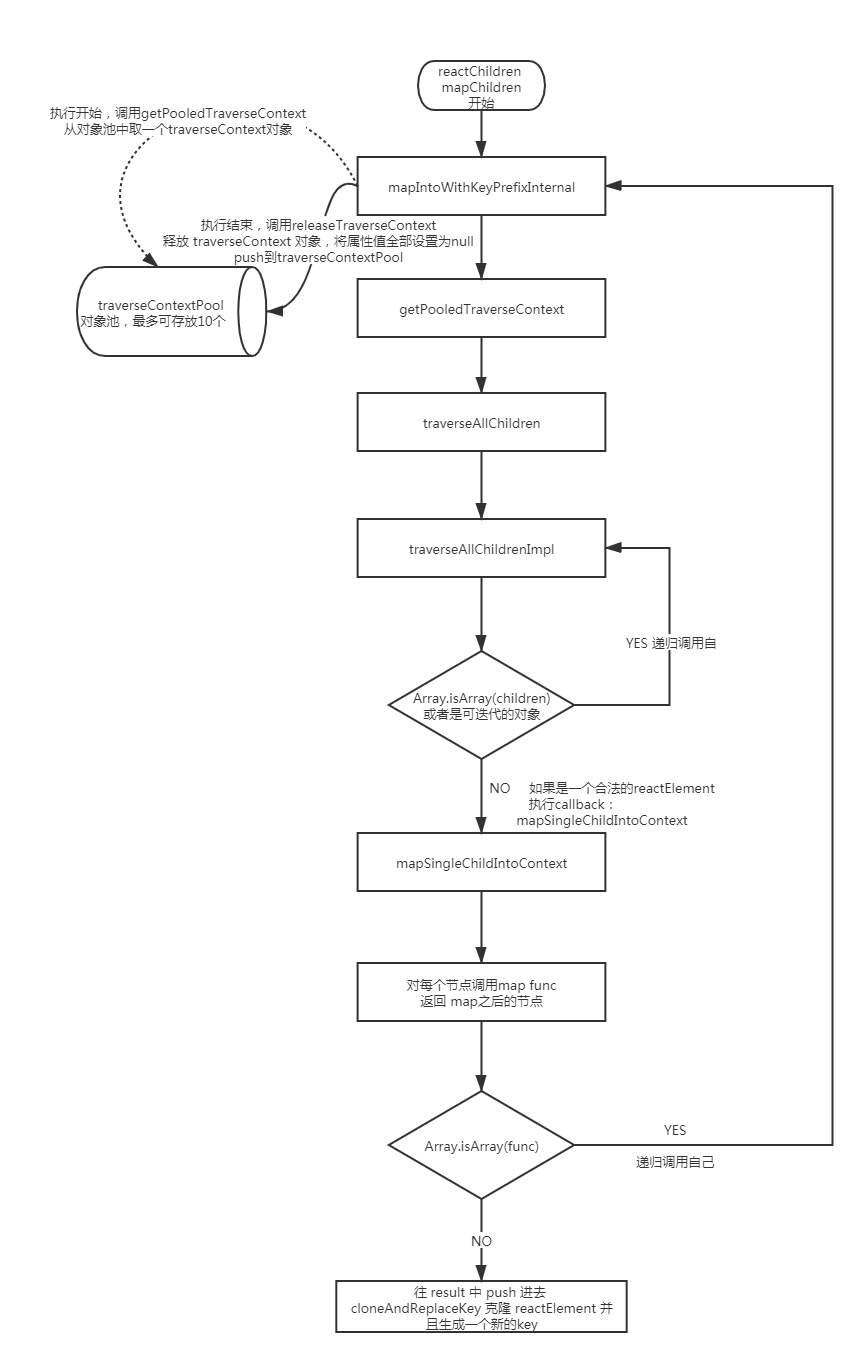 reactChildren
mapChildren
开始
执行开始，调用getPooledTraverseContext
从对象池中取一个traverseContext对象
mapIntoWithKeyPrefixInternal
执行结束，调用releaseTraverseContext
释放 traverseContext 对象，将属性值全部设置为null
push到traverseContextPool
traverseContextPool
对象池，最多可存放10个
getPooledTraverseContext
traverseAllChildren
traverseAllChildrenImpl
YES 递归调用自
Array.isArray(children)
或者是可迭代的对象
NO 如果是一个合法的reactElement
执行callback：
mapSingleChildIntoContext
mapSingleChildIntoContext
对每个节点调用map func
返回 map之后的节点
Array.isArray(func)
YES
递归调用自己
NO
往 result 中 push 进去
cloneAndReplaceKey 克隆 reactElement 并
且生成一个新的key